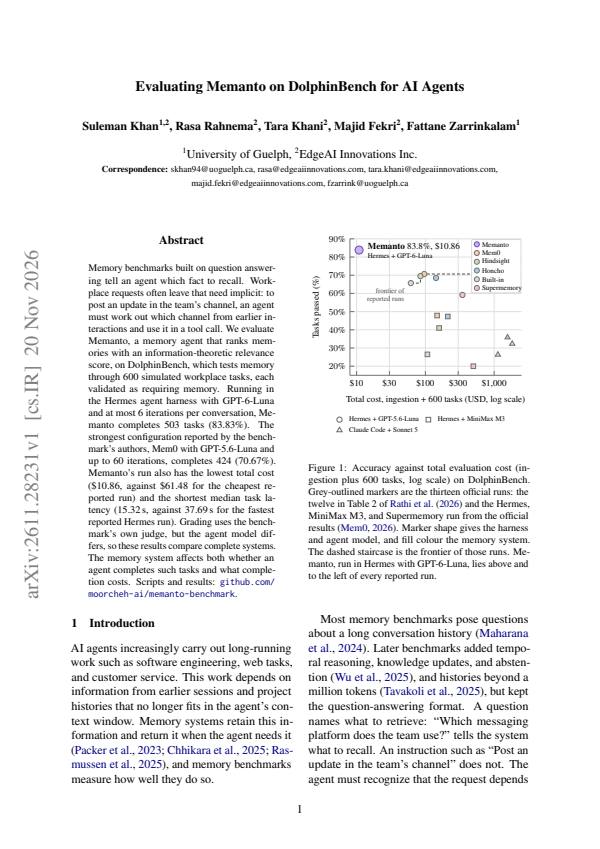 Evaluating Memanto on DolphinBench for AI Agents
Suleman Khan1,2, Rasa Rahnema2, Tara Khani2, Majid Fekri2, Fattane Zarrinkalam1
1University of Guelph, 2EdgeAI Innovations Inc.
Correspondence: skhan94@uoguelph.ca, rasa@edgeaiinnovations.com, tara.khani@edgeaiinnovations.com,
majid.fekri@edgeaiinnovations.com, fzarrink@uoguelph.ca
arXiv:2611.28231v1 [cs.IR] 20 Nov 2026
Abstract
Memory benchmarks built on question answer-
ing tell an agent which fact to recall. Work-
place requests often leave that need implicit: to
post an update in the team's channel, an agent
must work out which channel from earlier in-
teractions and use it in a tool call. We evaluate
Memanto, a memory agent that ranks mem-
ories with an information-theoretic relevance
score, on DolphinBench, which tests memory
through 600 simulated workplace tasks, each
validated as requiring memory. Running in
the Hermes agent harness with GPT-6-Luna
and at most 6 iterations per conversation, Me-
manto completes 503 tasks (83.83%). The
strongest configuration reported by the bench-
mark's authors, Mem0 with GPT-5.6-Luna and
up to 60 iterations, completes 424 (70.67%).
Memanto's run also has the lowest total cost
($10.86, against $61.48 for the cheapest re-
ported run) and the shortest median task la-
tency (15.32 s, against 37.69 s for the fastest
reported Hermes run). Grading uses the bench-
mark's own judge, but the agent model dif-
fers, so these results compare complete systems.
The memory system affects both whether an
agent completes such tasks and what comple-
tion costs. Scripts and results: github.com/
moorcheh-ai/memanto-benchmark.
1 Introduction
AI agents increasingly carry out long-running
work such as software engineering, web tasks,
and customer service. This work depends on
information from earlier sessions and project
histories that no longer fits in the agent's con-
text window. Memory systems retain this in-
formation and return it when the agent needs it
(Packer et al., 2023; Chhikara et al., 2025; Ras-
mussen et al., 2025), and memory benchmarks
measure how well they do so.
Tasks passed (%)
90%
80%
70%
60%
50%
40%
30%
20%
Memanto 83.8%, $10.86
Hermes + GPT-6-Luna
frontier of
reported runs
Memanto
Mem0
Hindsight
Honcho
Built-in
Supermemory
$10 $30 $100 $300 $1,000
Total cost, ingestion + 600 tasks (USD, log scale)
Hermes + GPT-5.6-Luna Hermes + MiniMax M3
Claude Code + Sonnet 5
Figure 1: Accuracy against total evaluation cost (in-
gestion plus 600 tasks, log scale) on DolphinBench.
Grey-outlined markers are the thirteen official runs: the
twelve in Table 2 of Rathi et al. (2026) and the Hermes,
MiniMax M3, and Supermemory run from the official
results (Mem0, 2026). Marker shape gives the harness
and agent model, and fill colour the memory system.
The dashed staircase is the frontier of those runs. Me-
manto, run in Hermes with GPT-6-Luna, lies above and
to the left of every reported run.
Most memory benchmarks pose questions
about a long conversation history (Maharana
et al., 2024). Later benchmarks added tempo-
ral reasoning, knowledge updates, and absten-
tion (Wu et al., 2025), and histories beyond a
million tokens (Tavakoli et al., 2025), but kept
the question-answering format. A question
names what to retrieve: “Which messaging
platform does the team use?” tells the system
what to recall. An instruction such as “Post an
update in the team's channel” does not. The
agent must recognize that the request depends
1